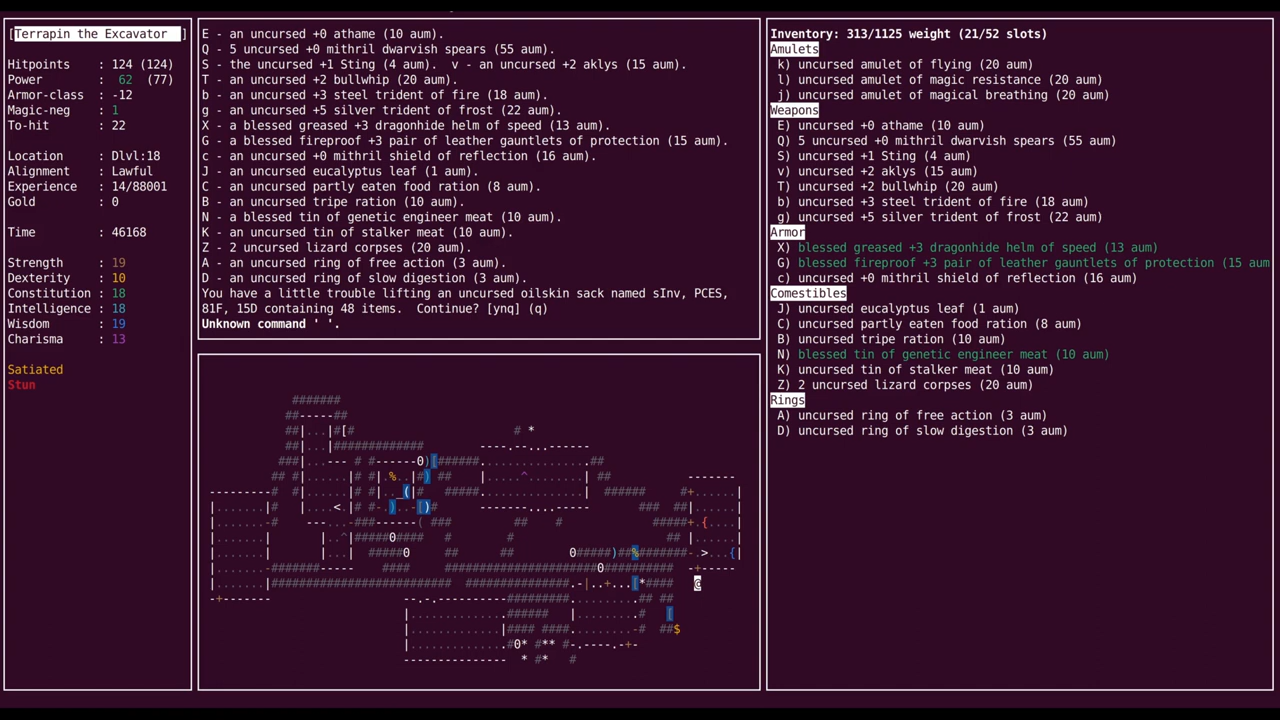 [Terrapin the Excavator ]
Hitpoints : 124 (124)
Power : 62 (77)
Armor-class : -12
Magic-neg : 1
To-hit : 22
Location : Dlvl:18
Alignment : Lawful
Experience : 14/88001
Gold : 0
Time : 46168
Strength : 19
Dexterity : 10
Constitution : 18
Intelligence : 18
Wisdom : 19
Charisma : 13
Satiated
Stun
E - an uncursed +0 athame (10 aum).
Q - 5 uncursed +0 mithril dwarvish spears (55 aum).
S - the uncursed +1 Sting (4 aum). v - an uncursed +2 aklys (15 aum).
T - an uncursed +2 bullwhip (20 aum).
b - an uncursed +3 steel trident of fire (18 aum).
g - an uncursed +5 silver trident of frost (22 aum).
X - a blessed greased +3 dragonhide helm of speed (13 aum).
G - a blessed fireproof +3 pair of leather gauntlets of protection (15 aum).
c - an uncursed +0 mithril shield of reflection (16 aum).
J - an uncursed eucalyptus leaf (1 aum).
C - an uncursed partly eaten food ration (8 aum).
B - an uncursed tripe ration (10 aum).
N - a blessed tin of genetic engineer meat (10 aum).
K - an uncursed tin of stalker meat (10 aum).
Z - 2 uncursed lizard corpses (20 aum).
A - an uncursed ring of free action (3 aum).
D - an uncursed ring of slow digestion (3 aum).
You have a little trouble lifting an uncursed oilskin sack named sInv, PCES,
81F, 15D containing 48 items. Continue? [ynq] (q)
Unknown command ' '.
Inventory: 313/1125 weight (21/52 slots)
Amulets
k) uncursed amulet of flying (20 aum)
l) uncursed amulet of magic resistance (20 aum)
j) uncursed amulet of magical breathing (20 aum)
Weapons
E) uncursed +0 athame (10 aum)
Q) 5 uncursed +0 mithril dwarvish spears (55 aum)
S) uncursed +1 Sting (4 aum)
v) uncursed +2 aklys (15 aum)
T) uncursed +2 bullwhip (20 aum)
b) uncursed +3 steel trident of fire (18 aum)
g) uncursed +5 silver trident of frost (22 aum)
Armor
X) blessed greased +3 dragonhide helm of speed (13 aum)
G) blessed fireproof +3 pair of leather gauntlets of protection (15 aum
c) uncursed +0 mithril shield of reflection (16 aum)
Comestibles
J) uncursed eucalyptus leaf (1 aum)
C) uncursed partly eaten food ration (8 aum)
B) uncursed tripe ration (10 aum)
N) blessed tin of genetic engineer meat (10 aum)
K) uncursed tin of stalker meat (10 aum)
Z) 2 uncursed lizard corpses (20 aum)
Rings
A) uncursed ring of free action (3 aum)
D) uncursed ring of slow digestion (3 aum)